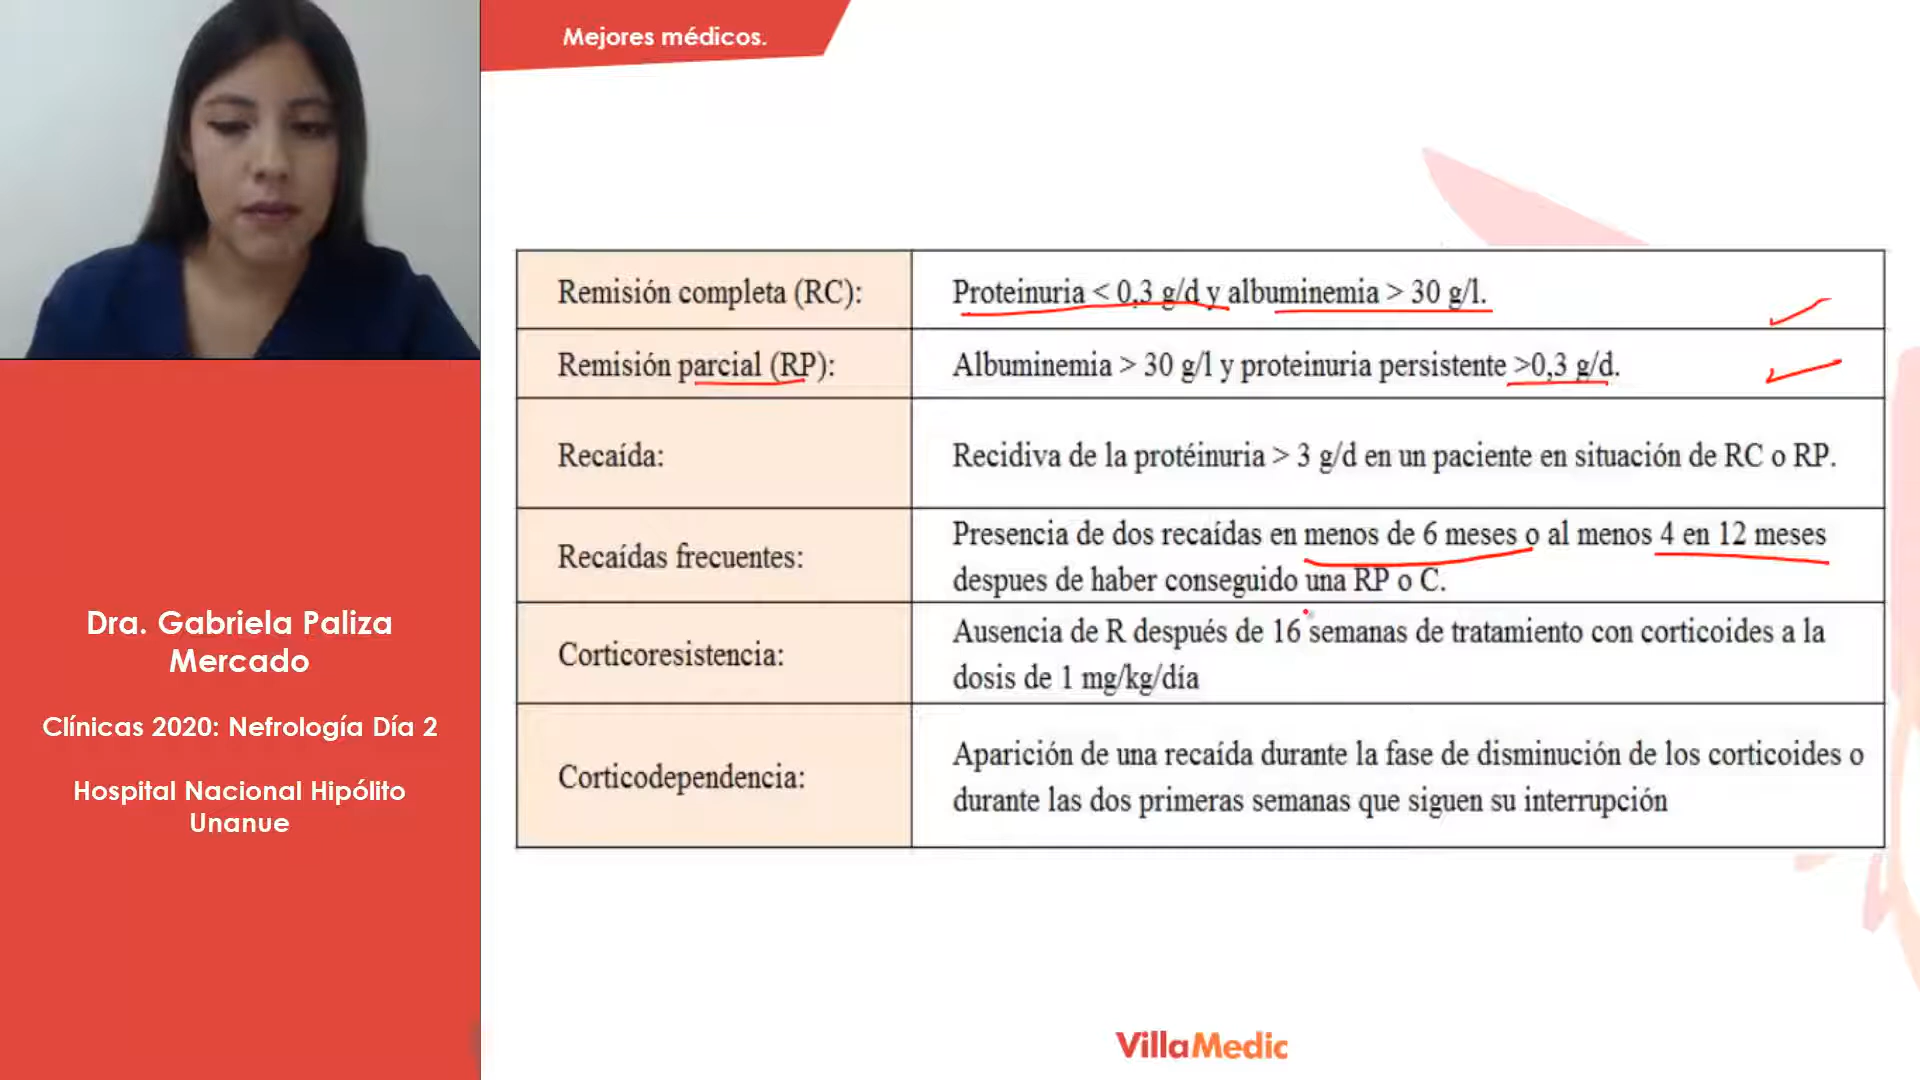 Mejores médicos.
Remisión completa (RC):
Proteinuria < 0,3 g/d y albuminemia > 30 g/l.
Remisión parcial (RP):
Albuminemia > 30 g/l y proteinuria persistente >0,3 g/d.
Recaída:
Recidiva de la protéinuria > 3 g/d en un paciente en situación de RC o RP.
Recaídas frecuentes:
Presencia de dos recaídas en menos de 6 meses o al menos 4 en 12 meses
despues de haber conseguido una RP o C.
Corticoresistencia:
Ausencia de R después de 16 semanas de tratamiento con corticoides a la
dosis de 1 mg/kg/día
Corticodependencia:
Aparición de una recaída durante la fase de disminución de los corticoides o
durante las dos primeras semanas que siguen su interrupción
Dra. Gabriela Paliza
Mercado
Clínicas 2020: Nefrología Día 2
Hospital Nacional Hipólito
Unanue
VillaMedic